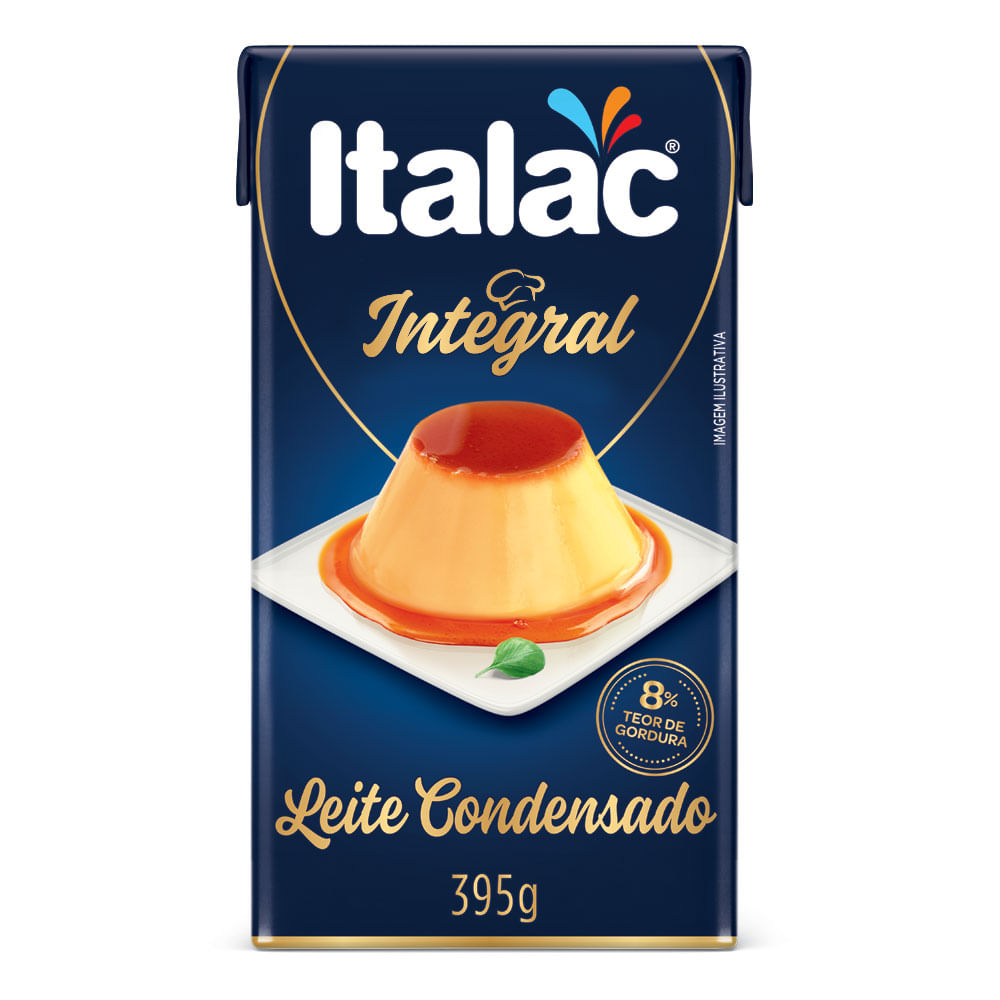 Italac®
Integral
IMAGEM ILUSTRATIVA
8%
TEOR DE
GORDURA
Leite Condensado
395g